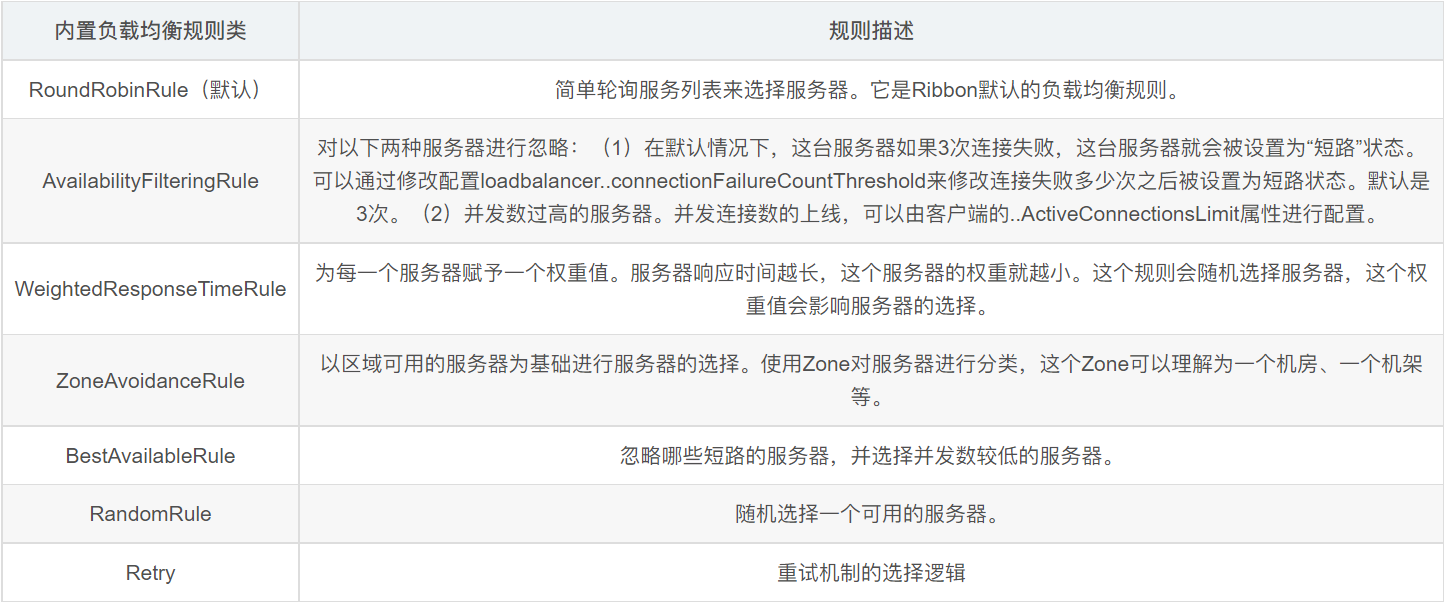 内置负载均衡规则类
规则描述
RoundRobinRule（默认）
简单轮询服务列表来选择服务器。它是Ribbon默认的负载均衡规则。
AvailabilityFilteringRule
对以下两种服务器进行忽略：（1）在默认情况下，这台服务器如果3次连接失败，这台服务器就会被设置为“短路”状态。
可以通过修改配置loadbalancer..connectionFailureCountThreshold来修改连接失败多少次之后被设置为短路状态。默认是
3次。（2）并发数过高的服务器。并发连接数的上线，可以由客户端的..ActiveConnectionsLimit属性进行配置。
WeightedResponseTimeRule
为每一个服务器赋予一个权重值。服务器响应时间越长，这个服务器的权重就越小。这个规则会随机选择服务器，这个权
重值会影响服务器的选择。
ZoneAvoidanceRule
以区域可用的服务器为基础进行服务器的选择。使用Zone对服务器进行分类，这个Zone可以理解为一个机房、一个机架
等。
BestAvailableRule
忽略哪些短路的服务器，并选择并发数较低的服务器。
RandomRule
随机选择一个可用的服务器。
Retry
重试机制的选择逻辑